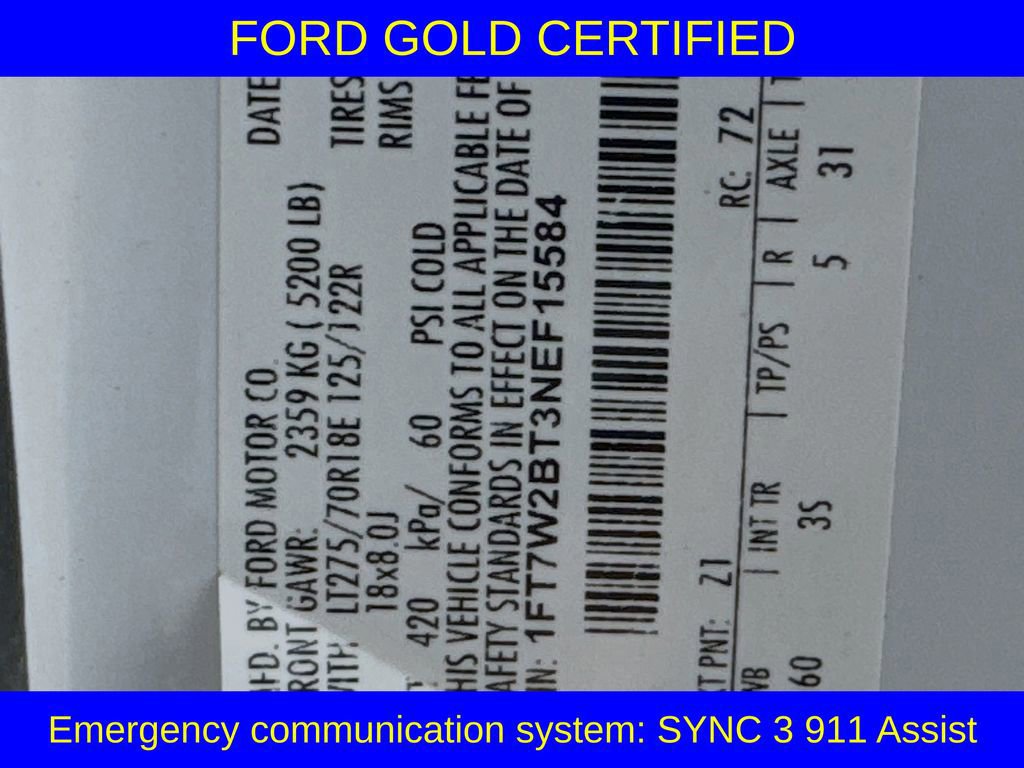 FORD GOLD CERTIFIED
MFD. BY FORD MOTOR CO.
DATE
FRONT GAWR: 2359 KG ( 5200 LB)
WITH LT275/70R18E 125/122R
TIRES
18x8.0J
RIMS
420 kPa/ 60 PSI COLD
THIS VEHICLE CONFORMS TO ALL APPLICABLE FE
SAFETY STANDARDS IN EFFECT ON THE DATE OF
VIN: 1FT7W2BT3NEF15584
EXT PNT: Z1 RC: 72
WB | INT TR | TP/PS | R | AXLE | T
60 3S 5 31
Emergency communication system: SYNC 3 911 Assist